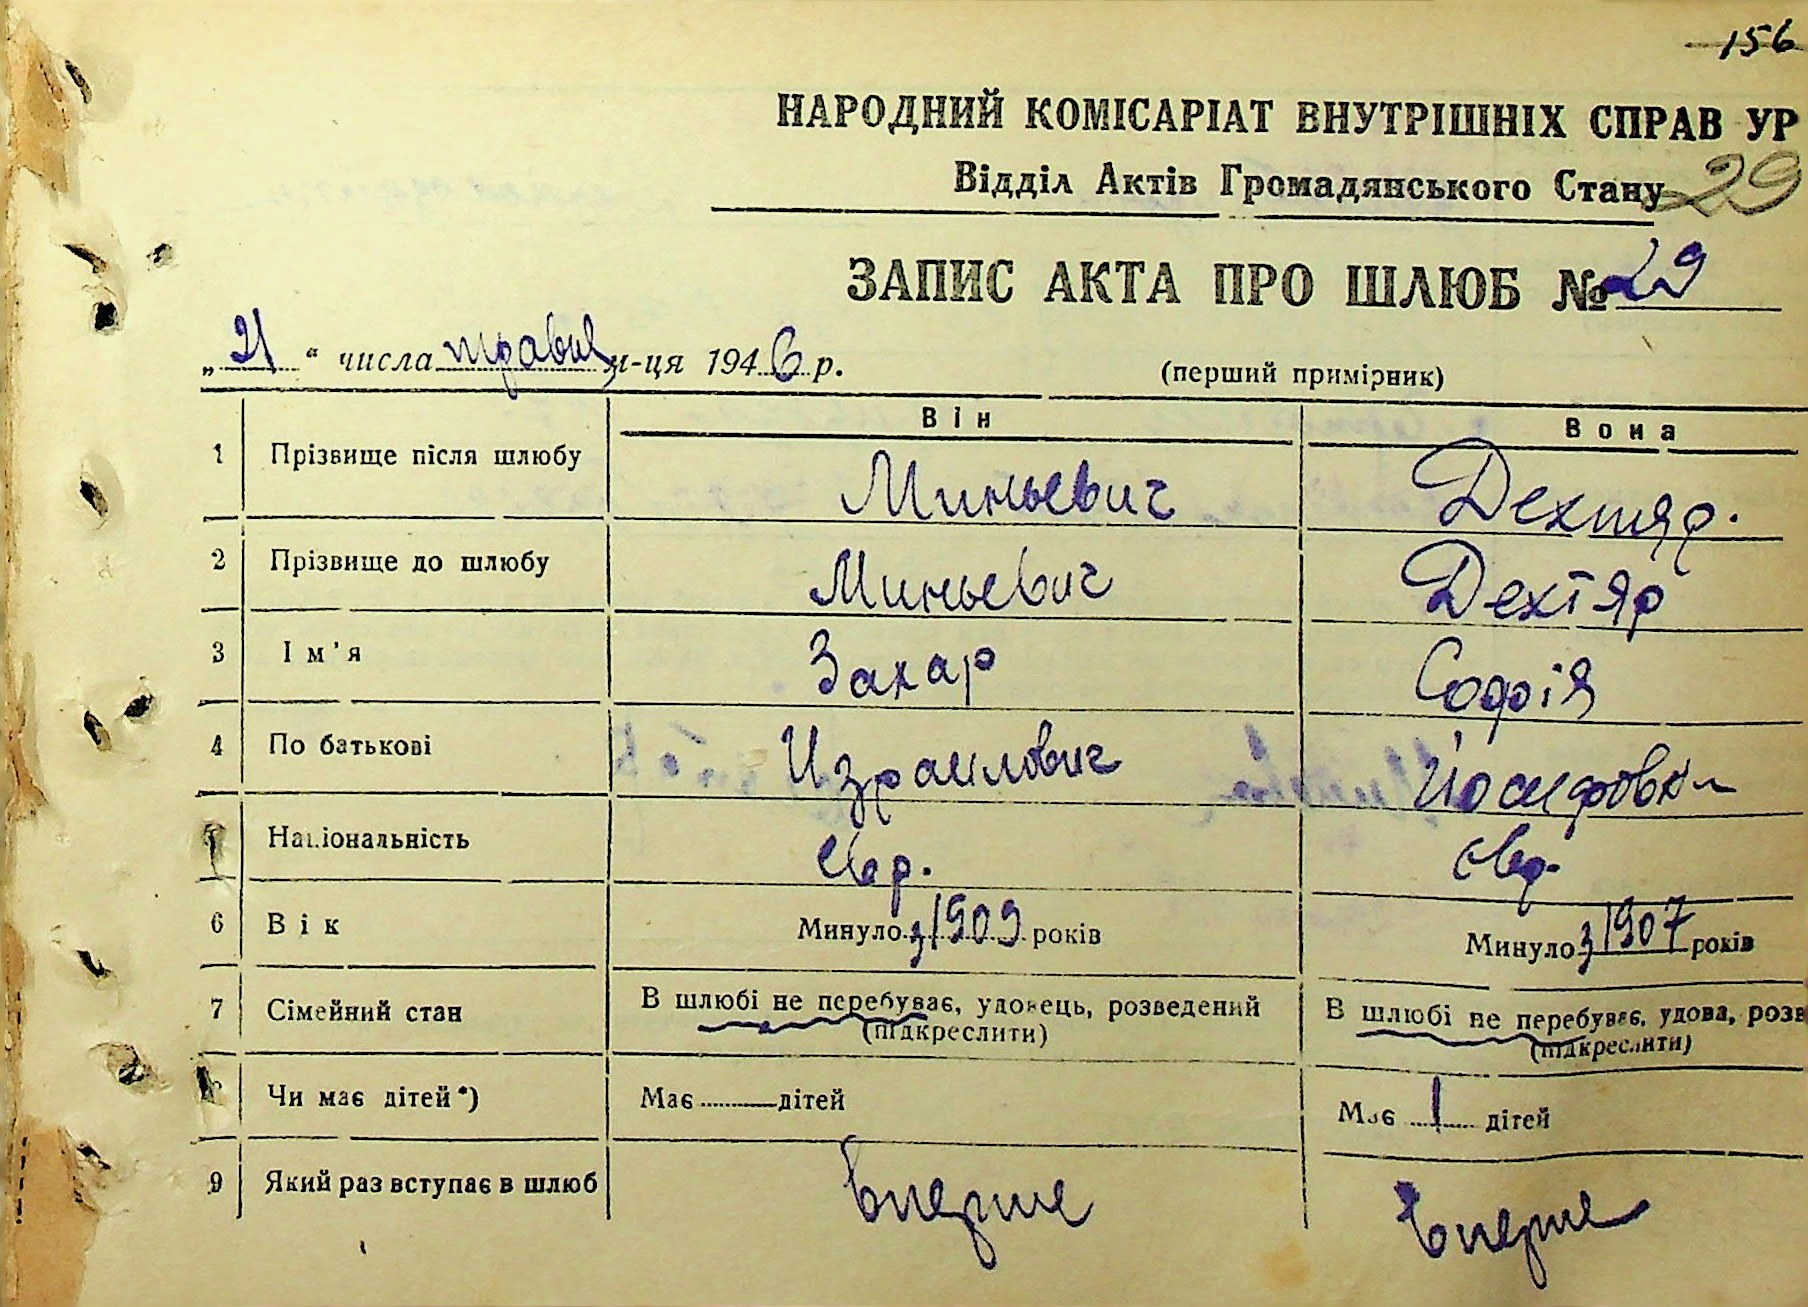 156
НАРОДНИЙ КОМІСАРІАТ ВНУТРІШНІХ СПРАВ УР
Відділ Актів Громадянського Стану 29
ЗАПИС АКТА ПРО ШЛЮБ № 29
„21“ числа травня м-ця 1946 р. (перший примірник)
Він Вона
1 Прізвище після шлюбу Миньевич Дехтяр.
2 Прізвище до шлюбу Миньевич Дехтяр
3 Ім'я Захар Софія
4 По батькові Израилович Йосифовн
5 Національність євр. євр.
6 Вік Минуло з 1909 років Минуло з 1907 років
7 Сімейний стан В шлюбі не перебуває, удовець, розведений В шлюбі не перебуває, удова, розв
(підкреслити) (підкреслити)
8 Чи має дітей*) Має ..... дітей Має 1 дітей
9 Який раз вступає в шлюб вперше вперше